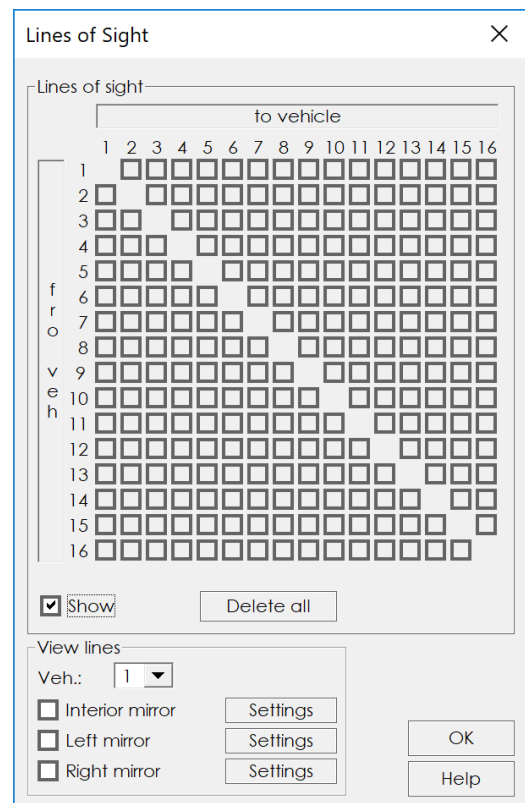 Lines of Sight
Lines of sight
to vehicle
1 2 3 4 5 6 7 8 9 10 11 12 13 14 15 16
fro veh
1
2
3
4
5
6
7
8
9
10
11
12
13
14
15
16
Show
Delete all
View lines
Veh.: 1
Interior mirror Settings
Left mirror Settings
Right mirror Settings
OK
Help